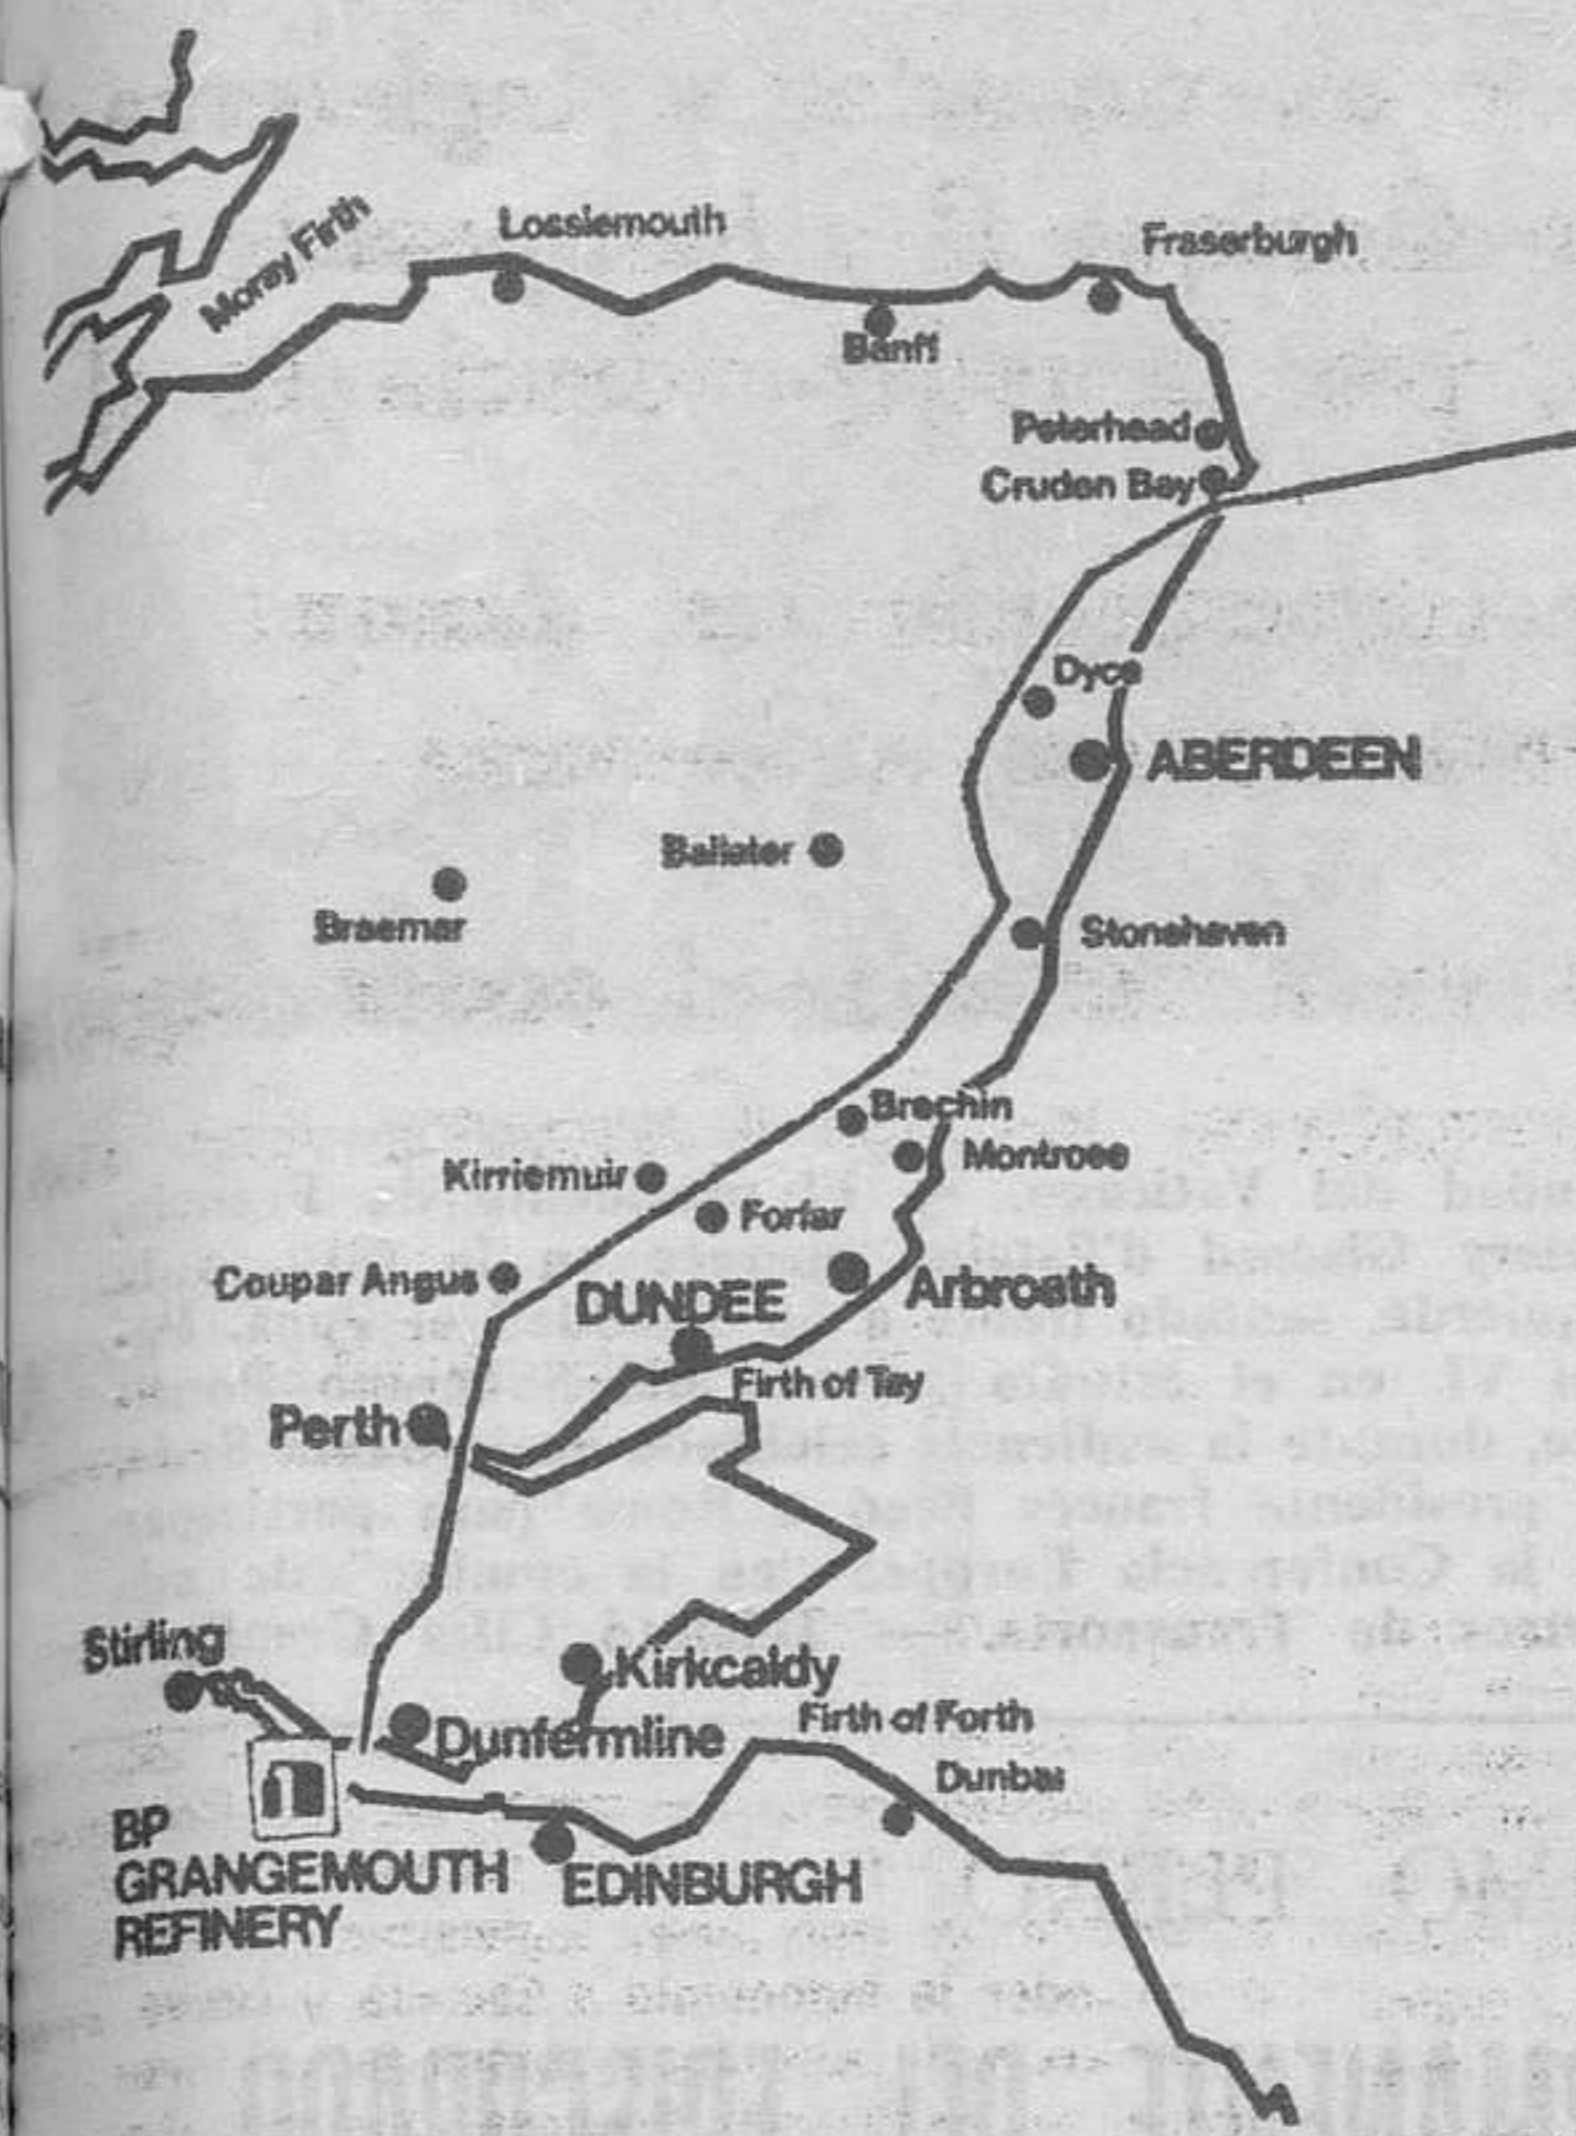 Moray Firth
Lossiemouth
Fraserburgh
Banff
Peterhead
Cruden Bay
Dyce
ABERDEEN
Ballater
Braemar
Stonehaven
Brechin
Montrose
Kirriemuir
Forfar
Coupar Angus
DUNDEE
Arbroath
Firth of Tay
Perth
Stirling
Kirkcaldy
Dunfermline
Firth of Forth
Dunbar
BP
GRANGEMOUTH
REFINERY
EDINBURGH